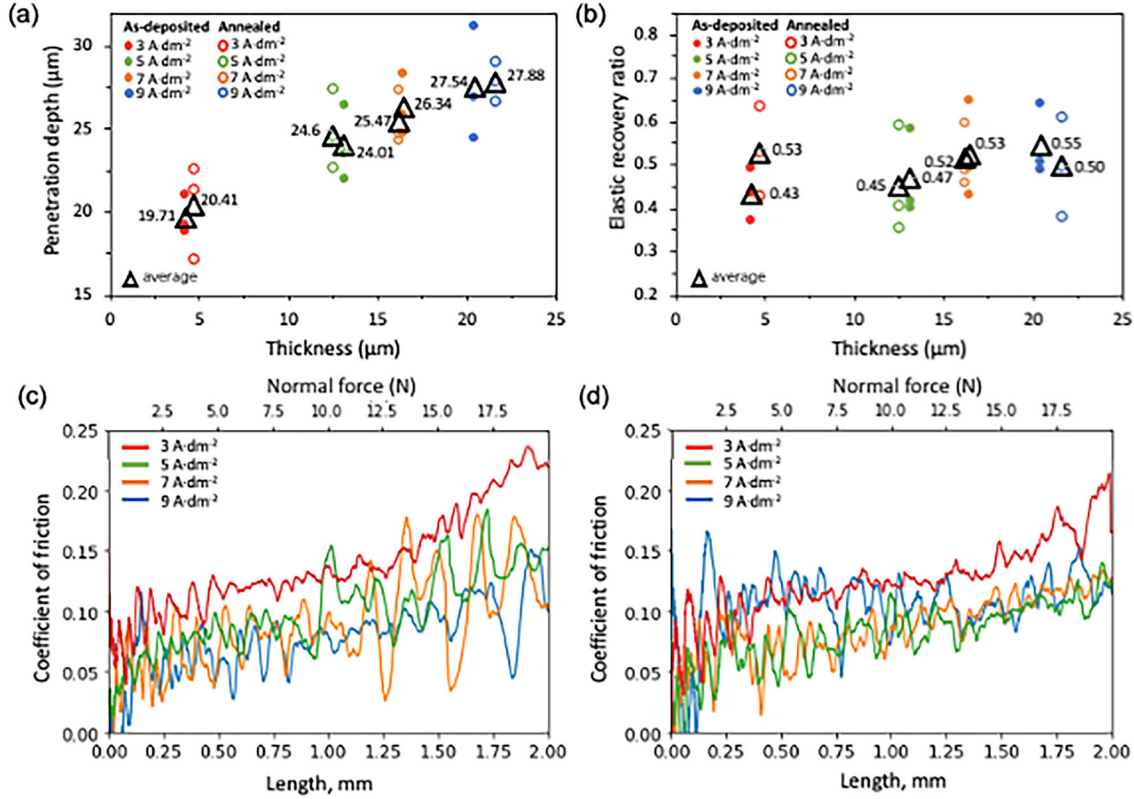 (a)
As-deposited Annealed
3 A·dm-2 3 A·dm-2
5 A·dm-2 5 A·dm-2
7 A·dm-2 7 A·dm-2
9 A·dm-2 9 A·dm-2
Penetration depth (µm)
30
25
20
15
19.71
20.41
24.6
24.01
25.47
26.34
27.54
27.88
average
0 5 10 15 20 25
Thickness (µm)
(b)
As-deposited Annealed
3 A·dm-2 3 A·dm-2
5 A·dm-2 5 A·dm-2
7 A·dm-2 7 A·dm-2
9 A·dm-2 9 A·dm-2
Elastic recovery ratio
0.8
0.7
0.6
0.5
0.4
0.3
0.2
0.53
0.43
0.45
0.47
0.52
0.53
0.55
0.50
average
0 5 10 15 20 25
Thickness (µm)
(c)
Normal force (N)
2.5 5.0 7.5 10.0 12.5 15.0 17.5
3 A·dm-2
5 A·dm-2
7 A·dm-2
9 A·dm-2
Coefficient of friction
0.25
0.20
0.15
0.10
0.05
0.00
0.00 0.25 0.50 0.75 1.00 1.25 1.50 1.75 2.00
Length, mm
(d)
Normal force (N)
2.5 5.0 7.5 10.0 12.5 15.0 17.5
3 A·dm-2
5 A·dm-2
7 A·dm-2
9 A·dm-2
Coefficient of friction
0.25
0.20
0.15
0.10
0.05
0.00
0.00 0.25 0.50 0.75 1.00 1.25 1.50 1.75 2.00
Length, mm